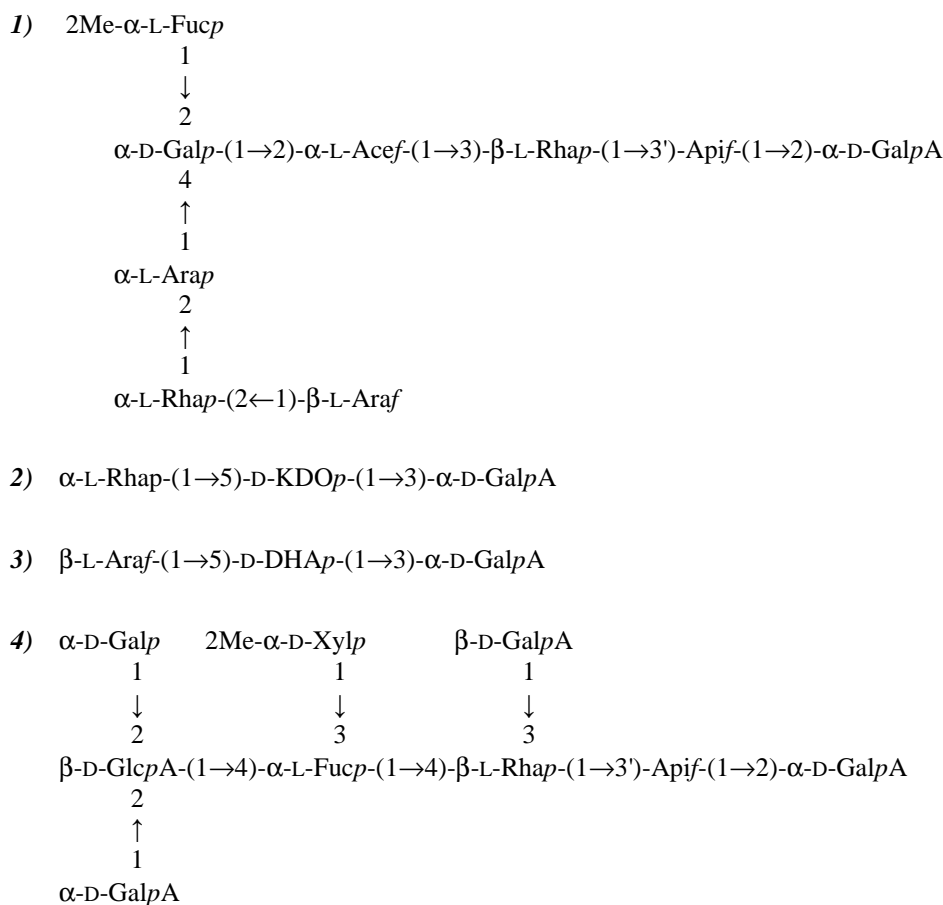 1) 2Me-α-L-Fucp
1
↓
2
α-D-Galp-(1→2)-α-L-Acef-(1→3)-β-L-Rhap-(1→3')-Apif-(1→2)-α-D-GalpA
4
↑
1
α-L-Arap
2
↑
1
α-L-Rhap-(2←1)-β-L-Araf
2) α-L-Rhap-(1→5)-D-KDOp-(1→3)-α-D-GalpA
3) β-L-Araf-(1→5)-D-DHAp-(1→3)-α-D-GalpA
4) α-D-Galp 2Me-α-D-Xylp β-D-GalpA
1 1 1
↓ ↓ ↓
2 3 3
β-D-GlcpA-(1→4)-α-L-Fucp-(1→4)-β-L-Rhap-(1→3')-Apif-(1→2)-α-D-GalpA
2
↑
1
α-D-GalpA